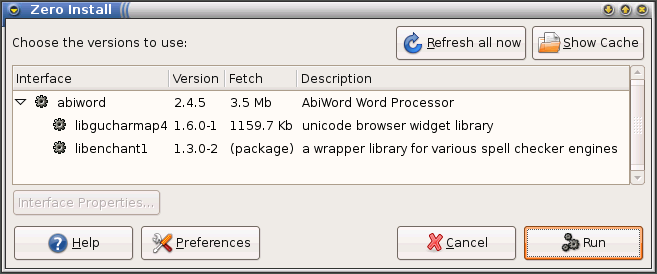 Zero Install
Choose the versions to use:
Refresh all now
Show Cache
Interface Version Fetch Description
abiword 2.4.5 3.5 Mb AbiWord Word Processor
libgucharmap4 1.6.0-1 1159.7 Kb unicode browser widget library
libenchant1 1.3.0-2 (package) a wrapper library for various spell checker engines
Interface Properties...
Help
Preferences
Cancel
Run